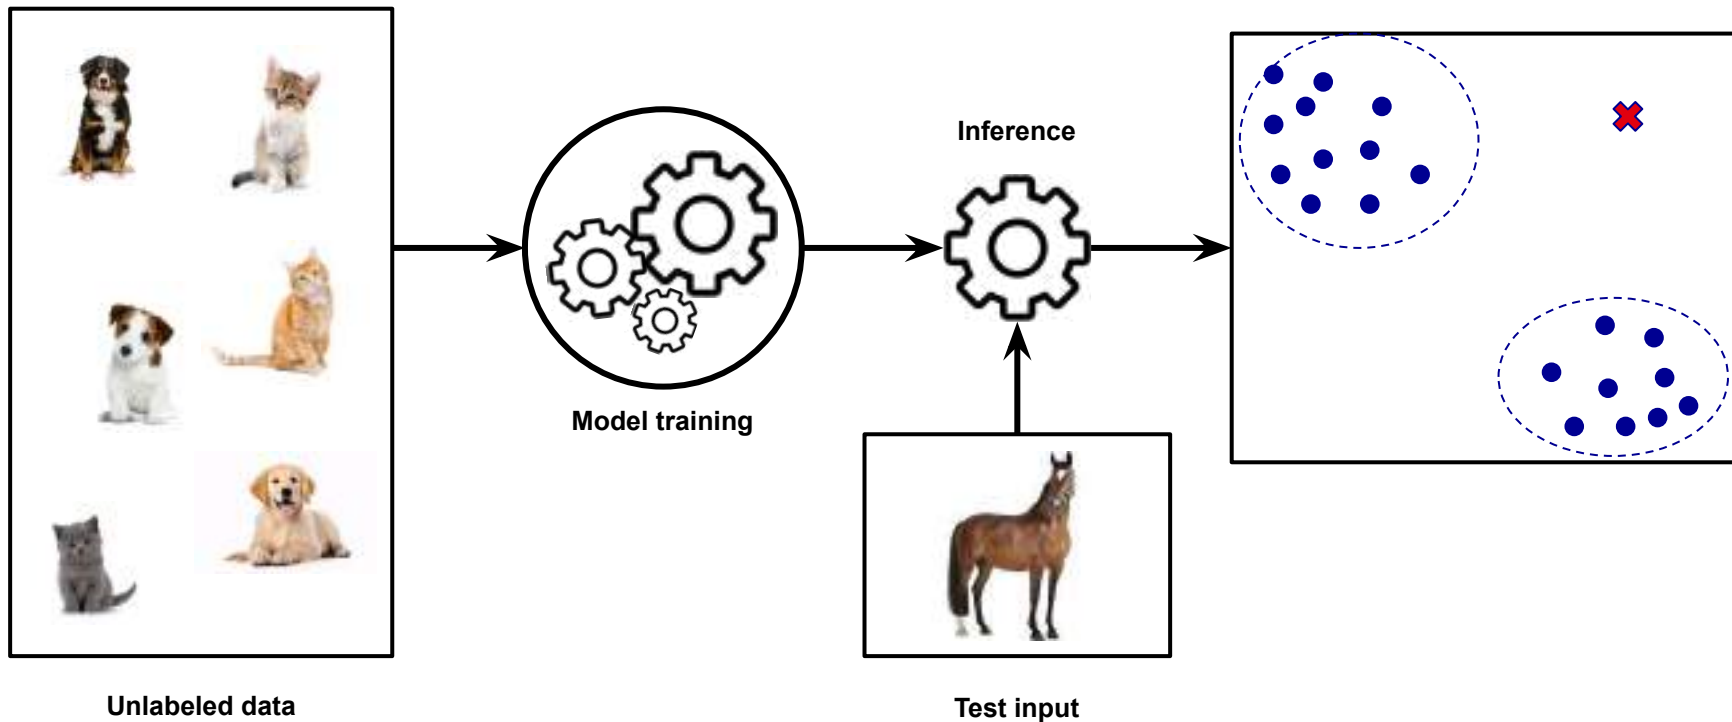 Inference
Model training
Unlabeled data
Test input